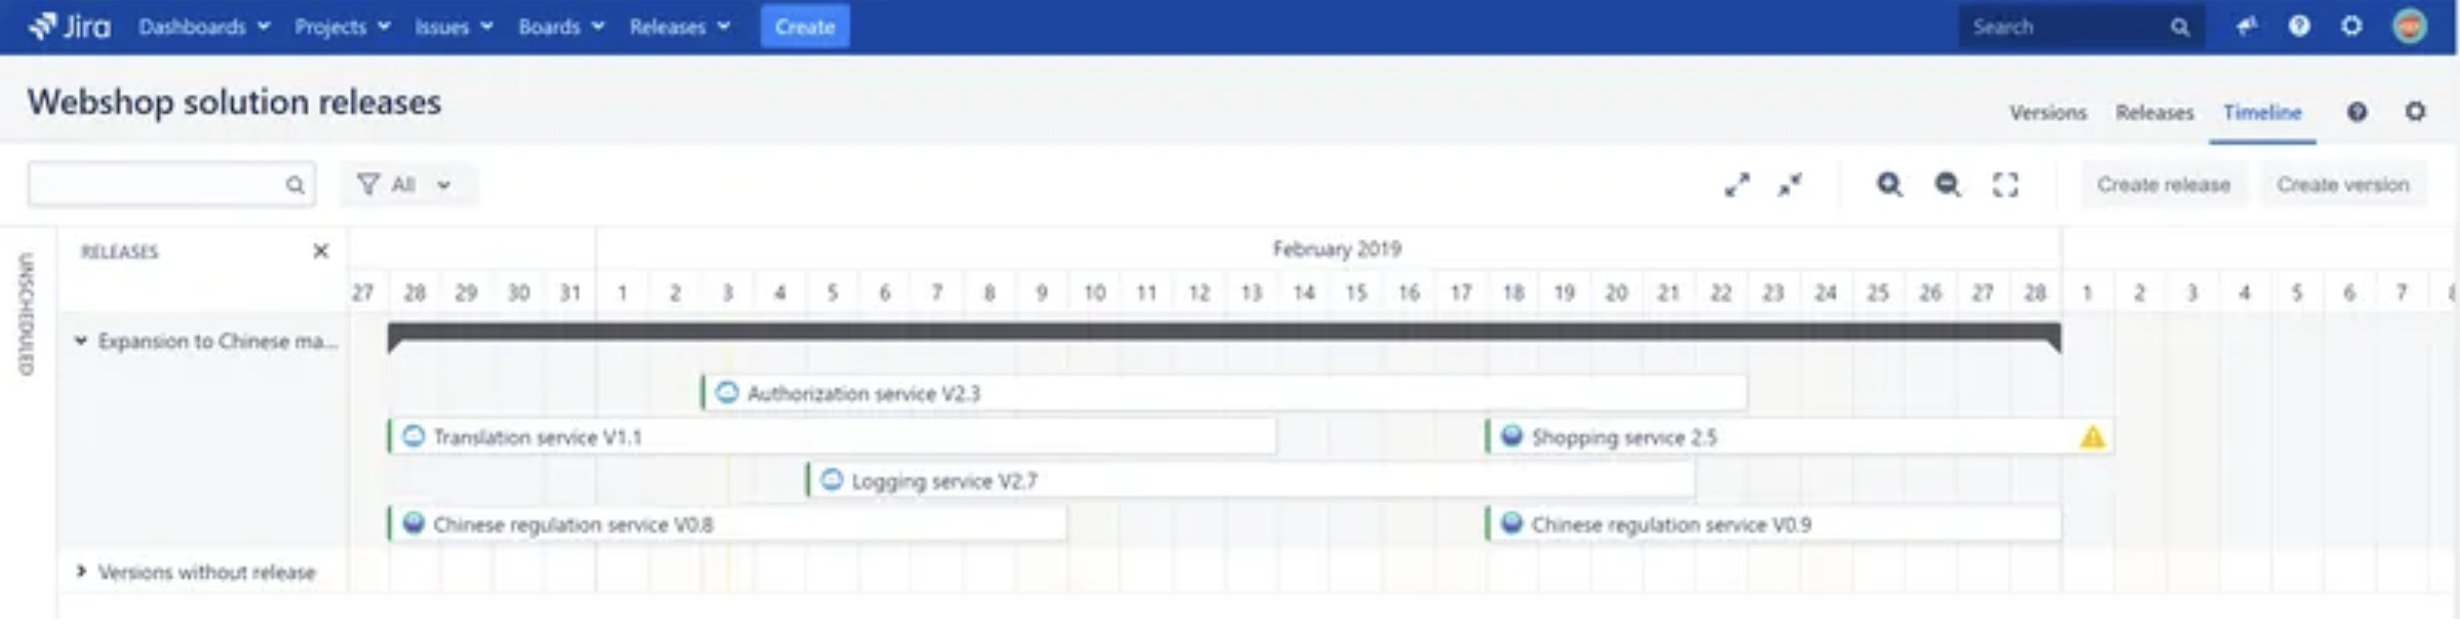 Jira Dashboards Projects Issues Boards Releases Create Search
Webshop solution releases
Versions Releases Timeline
All Create release Create version
UNSCHEDULED
RELEASES
February 2019
27 28 29 30 31 1 2 3 4 5 6 7 8 9 10 11 12 13 14 15 16 17 18 19 20 21 22 23 24 25 26 27 28 1 2 3 4 5 6 7
Expansion to Chinese ma...
Authorization service V2.3
Translation service V1.1 Shopping service 2.5
Logging service V2.7
Chinese regulation service V0.8 Chinese regulation service V0.9
Versions without release